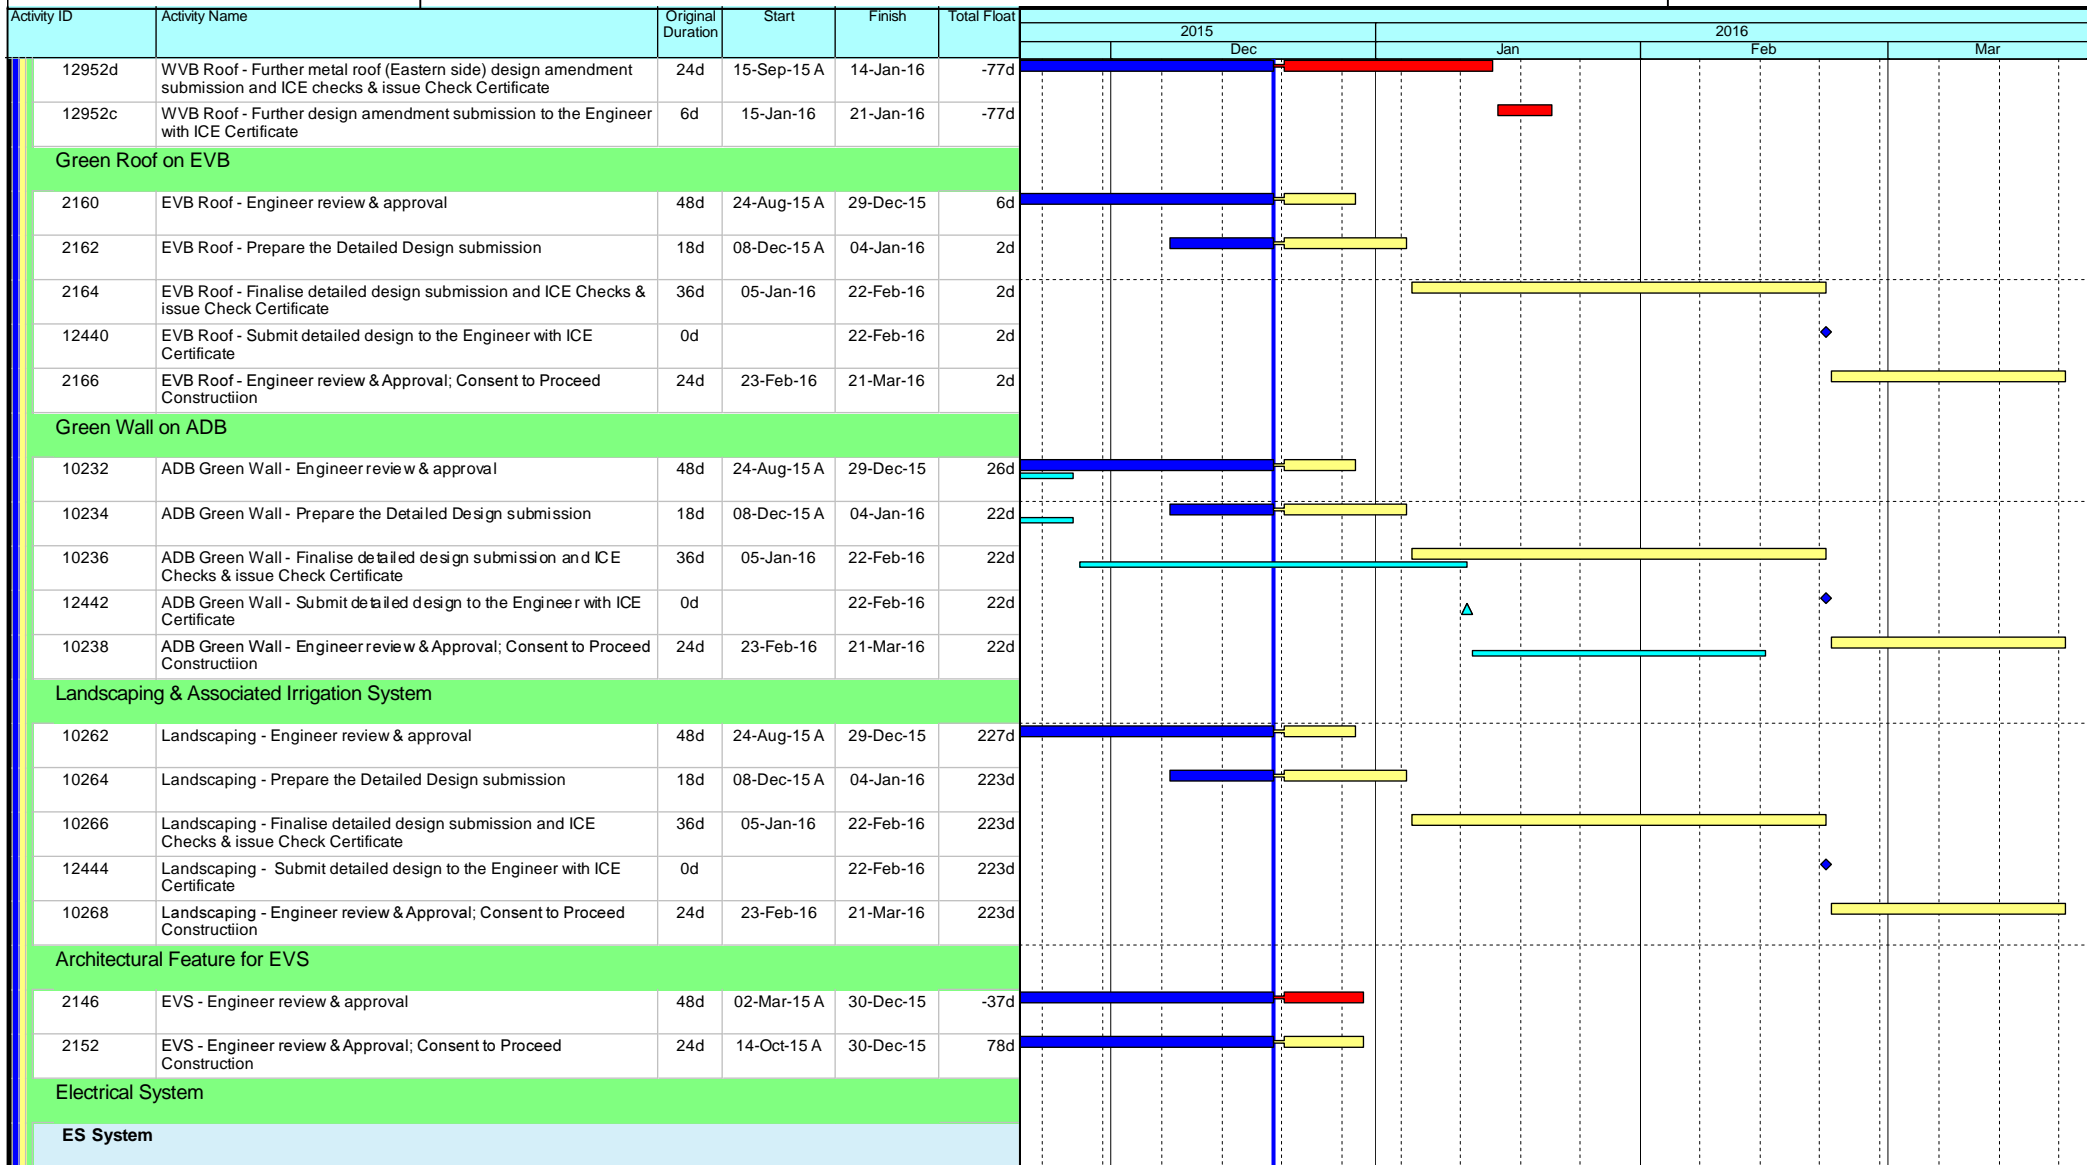 Activity ID Activity Name Original Start Finish Total Float
Duration
2015 2016
Dec Jan Feb Mar
12952d WVB Roof - Further metal roof (Eastern side) design amendment 24d 15-Sep-15 A 14-Jan-16 -77d
submission and ICE checks & issue Check Certificate
12952c WVB Roof - Further design amendment submission to the Engineer 6d 15-Jan-16 21-Jan-16 -77d
with ICE Certificate
Green Roof on EVB
2160 EVB Roof - Engineer review & approval 48d 24-Aug-15 A 29-Dec-15 6d
2162 EVB Roof - Prepare the Detailed Design submission 18d 08-Dec-15 A 04-Jan-16 2d
2164 EVB Roof - Finalise detailed design submission and ICE Checks & 36d 05-Jan-16 22-Feb-16 2d
issue Check Certificate
12440 EVB Roof - Submit detailed design to the Engineer with ICE 0d 22-Feb-16 2d
Certificate
2166 EVB Roof - Engineer review & Approval; Consent to Proceed 24d 23-Feb-16 21-Mar-16 2d
Constructiion
Green Wall on ADB
10232 ADB Green Wall - Engineer review & approval 48d 24-Aug-15 A 29-Dec-15 26d
10234 ADB Green Wall - Prepare the Detailed Design submission 18d 08-Dec-15 A 04-Jan-16 22d
10236 ADB Green Wall - Finalise detailed design submission and ICE 36d 05-Jan-16 22-Feb-16 22d
Checks & issue Check Certificate
12442 ADB Green Wall - Submit detailed design to the Engineer with ICE 0d 22-Feb-16 22d
Certificate
10238 ADB Green Wall - Engineer review & Approval; Consent to Proceed 24d 23-Feb-16 21-Mar-16 22d
Constructiion
Landscaping & Associated Irrigation System
10262 Landscaping - Engineer review & approval 48d 24-Aug-15 A 29-Dec-15 227d
10264 Landscaping - Prepare the Detailed Design submission 18d 08-Dec-15 A 04-Jan-16 223d
10266 Landscaping - Finalise detailed design submission and ICE 36d 05-Jan-16 22-Feb-16 223d
Checks & issue Check Certificate
12444 Landscaping - Submit detailed design to the Engineer with ICE 0d 22-Feb-16 223d
Certificate
10268 Landscaping - Engineer review & Approval; Consent to Proceed 24d 23-Feb-16 21-Mar-16 223d
Constructiion
Architectural Feature for EVS
2146 EVS - Engineer review & approval 48d 02-Mar-15 A 30-Dec-15 -37d
2152 EVS - Engineer review & Approval; Consent to Proceed 24d 14-Oct-15 A 30-Dec-15 78d
Construction
Electrical System
ES System